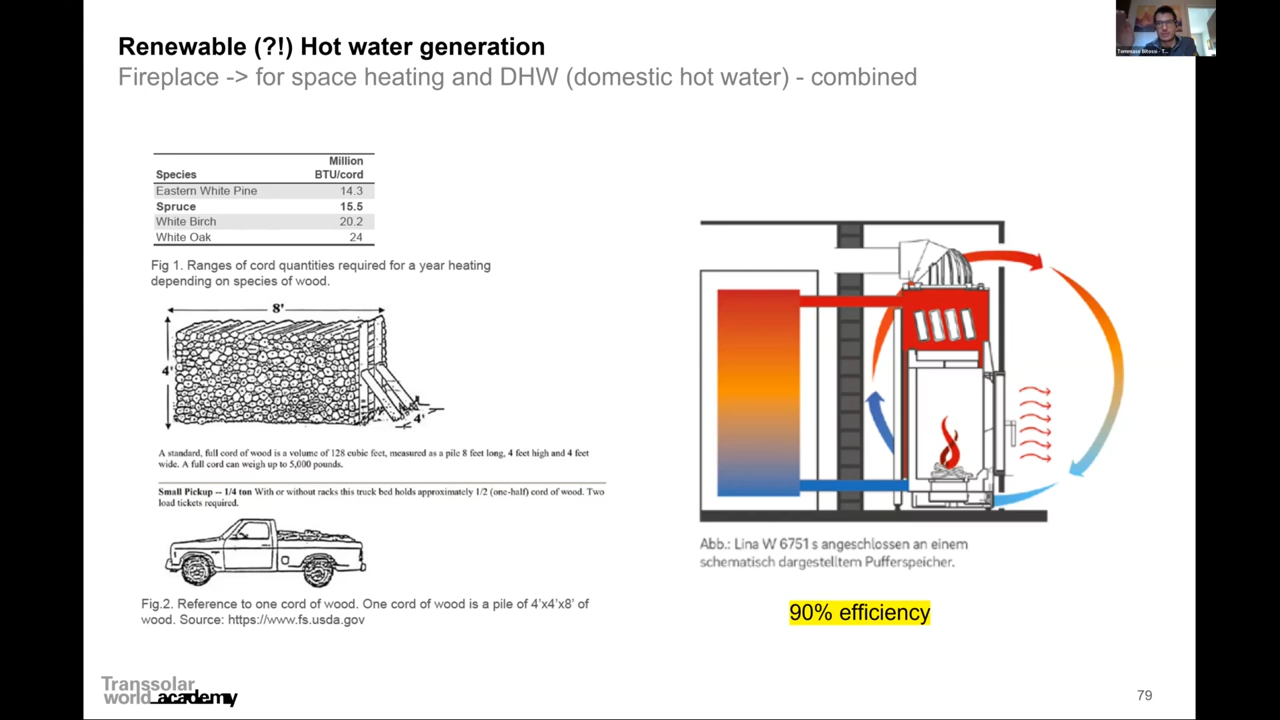 Renewable (?!) Hot water generation
Fireplace -> for space heating and DHW (domestic hot water) - combined
Tommaso Bitossi - T...
Species Million BTU/cord
Eastern White Pine 14.3
Spruce 15.5
White Birch 20.2
White Oak 24
Fig 1. Ranges of cord quantities required for a year heating
depending on species of wood.
8'
4'
4'
A standard, full cord of wood is a volume of 128 cubic feet, measured as a pile 8 feet long, 4 feet high and 4 feet
wide. A full cord can weigh up to 5,000 pounds.
Small Pickup -- 1/4 ton With or without racks this truck bed holds approximately 1/2 (one-half) cord of wood. Two
load tickets required.
Fig.2. Reference to one cord of wood. One cord of wood is a pile of 4'x4'x8' of
wood. Source: https://www.fs.usda.gov
Abb.: Lina W 6751 s angeschlossen an einem
schematisch dargestelltem Pufferspeicher.
90% efficiency
Transsolar
world academy
79